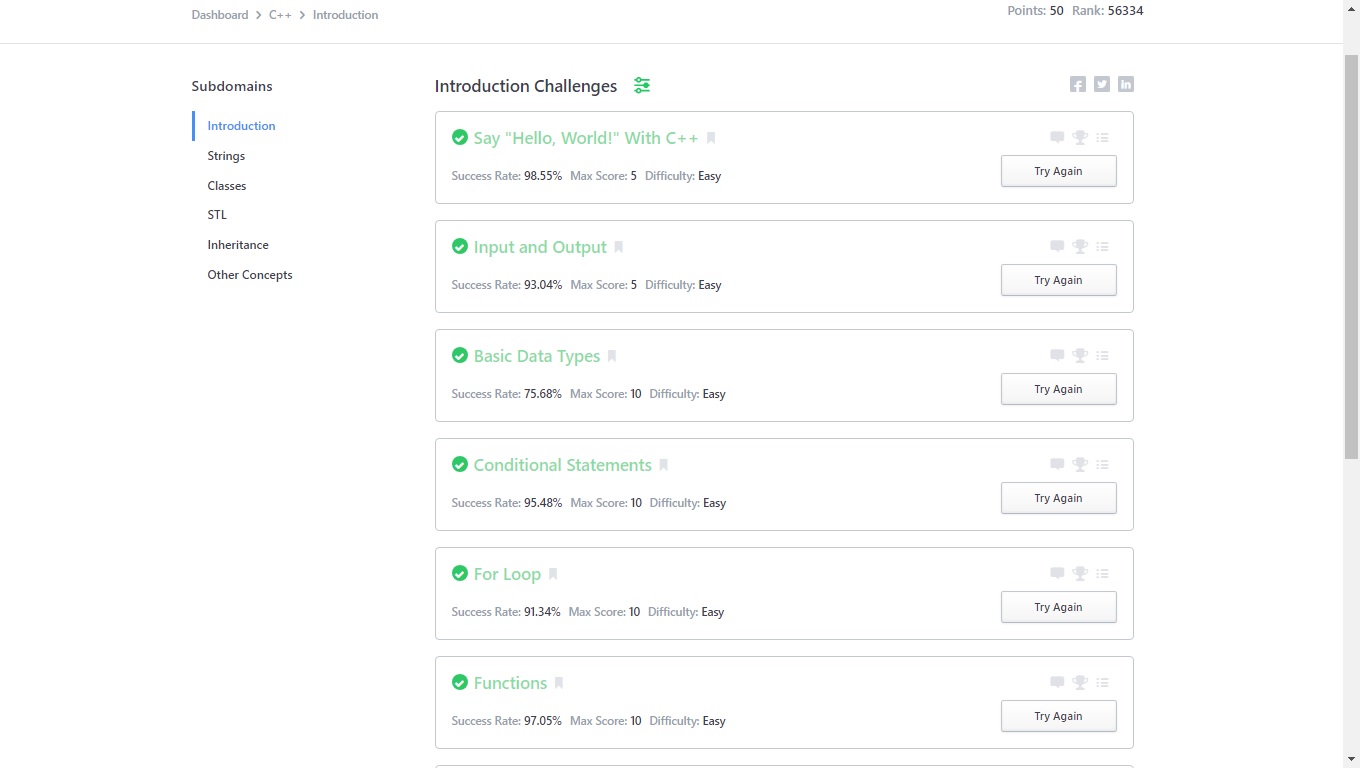 Dashboard > C++ > Introduction
Points: 50 Rank: 56334
Subdomains
Introduction
Strings
Classes
STL
Inheritance
Other Concepts
Introduction Challenges
Say "Hello, World!" With C++
Success Rate: 98.55% Max Score: 5 Difficulty: Easy
Try Again
Input and Output
Success Rate: 93.04% Max Score: 5 Difficulty: Easy
Try Again
Basic Data Types
Success Rate: 75.68% Max Score: 10 Difficulty: Easy
Try Again
Conditional Statements
Success Rate: 95.48% Max Score: 10 Difficulty: Easy
Try Again
For Loop
Success Rate: 91.34% Max Score: 10 Difficulty: Easy
Try Again
Functions
Success Rate: 97.05% Max Score: 10 Difficulty: Easy
Try Again